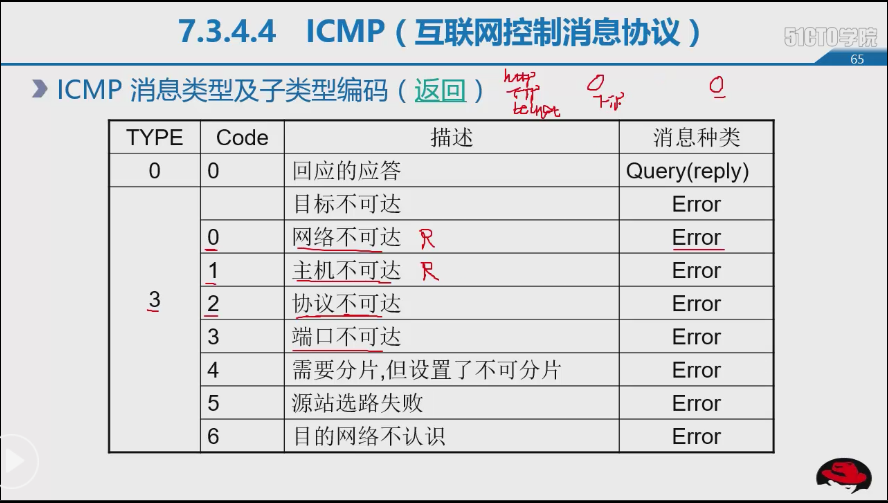 7.3.4.4 ICMP（互联网控制消息协议）
51CTO学院
65
ICMP 消息类型及子类型编码（返回）
http
ftp
telnet
TYPE Code 描述 消息种类
0 0 回应的应答 Query(reply)
目标不可达 Error
0 网络不可达 R Error
1 主机不可达 R Error
3 2 协议不可达 Error
3 端口不可达 Error
4 需要分片,但设置了不可分片 Error
5 源站选路失败 Error
6 目的网络不认识 Error